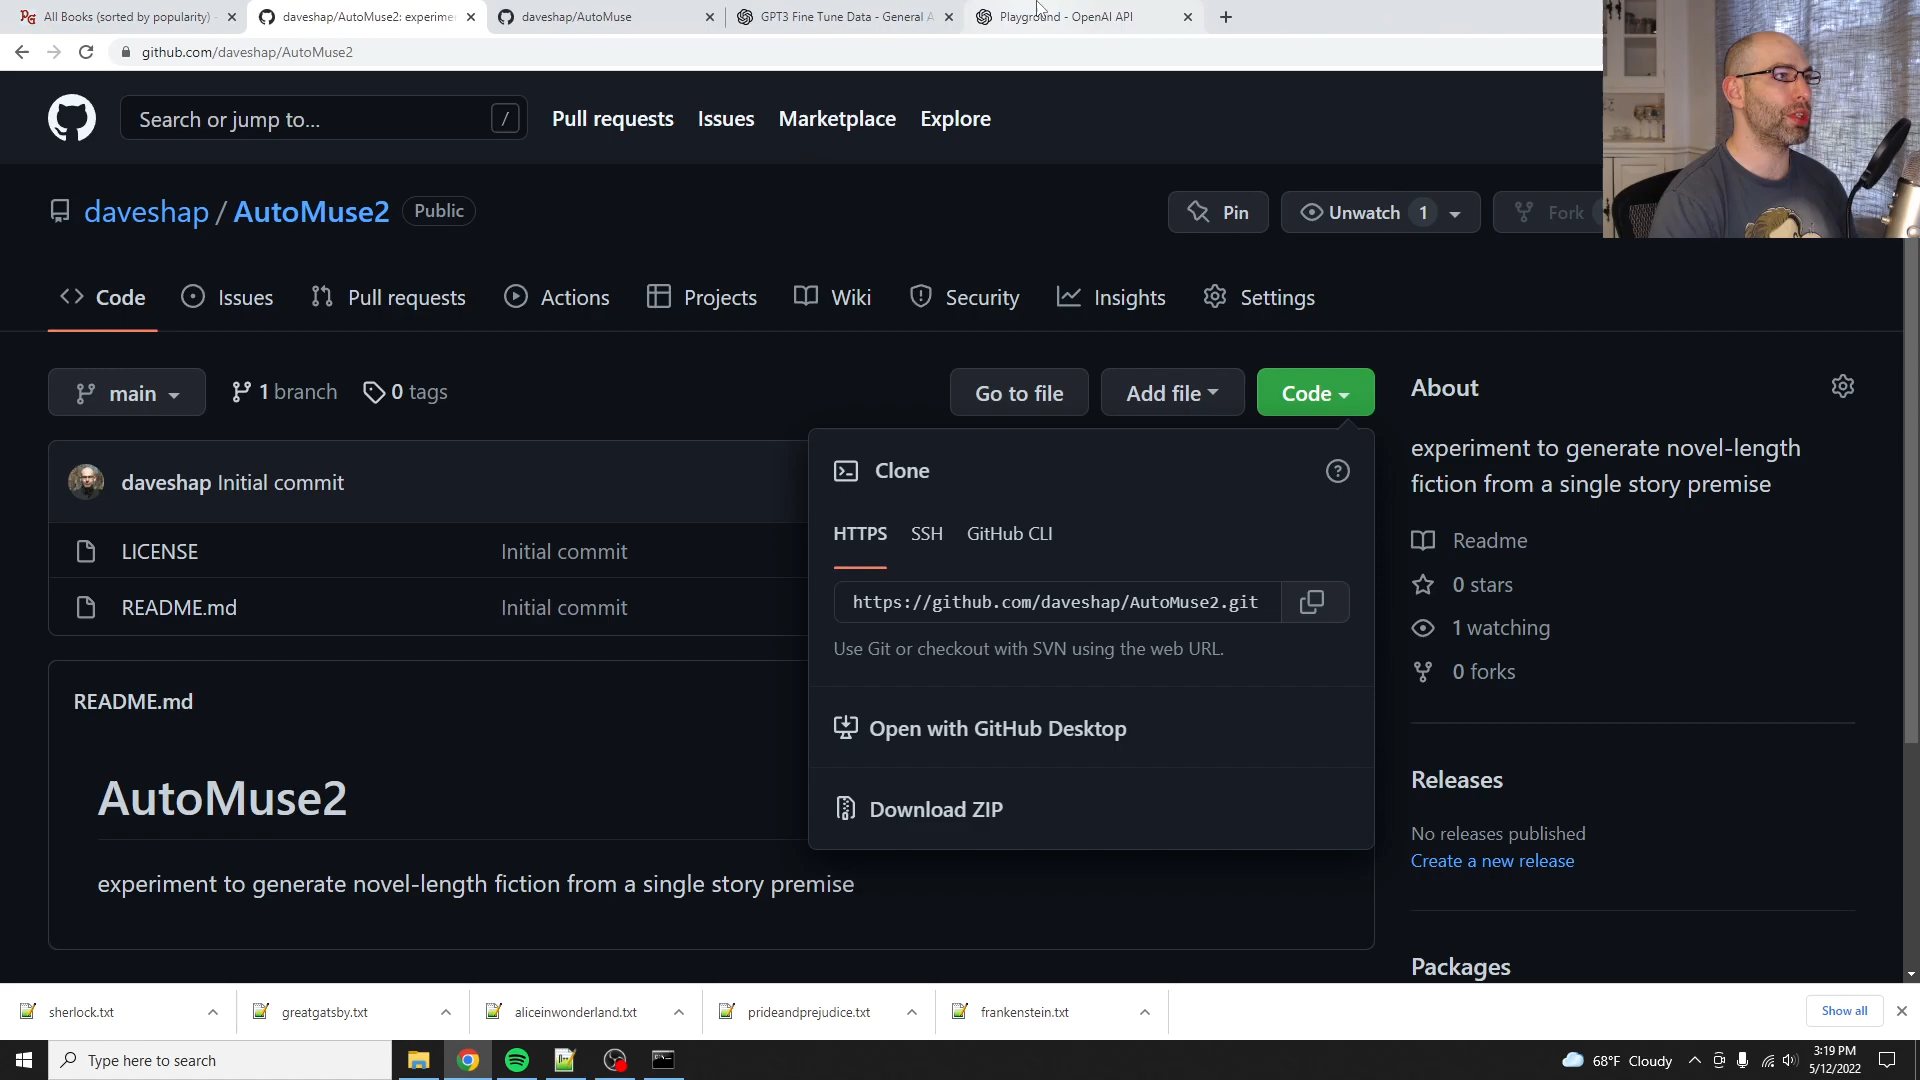 All Books (sorted by popularity) -
daveshap/AutoMuse2: experime
daveshap/AutoMuse
GPT3 Fine Tune Data - General A
Playground - OpenAI API
github.com/daveshap/AutoMuse2
Search or jump to...
/
Pull requests
Issues
Marketplace
Explore
daveshap / AutoMuse2
Public
Pin
Unwatch 1
Fork
Code
Issues
Pull requests
Actions
Projects
Wiki
Security
Insights
Settings
main
1 branch
0 tags
Go to file
Add file
Code
About
experiment to generate novel-length
fiction from a single story premise
daveshap Initial commit
LICENSE
Initial commit
README.md
Initial commit
Clone
HTTPS
SSH
GitHub CLI
https://github.com/daveshap/AutoMuse2.git
Use Git or checkout with SVN using the web URL.
Open with GitHub Desktop
Download ZIP
Readme
0 stars
1 watching
0 forks
README.md
AutoMuse2
experiment to generate novel-length fiction from a single story premise
Releases
No releases published
Create a new release
Packages
sherlock.txt
greatgatsby.txt
aliceinwonderland.txt
prideandprejudice.txt
frankenstein.txt
Show all
Type here to search
68°F Cloudy
3:19 PM
5/12/2022